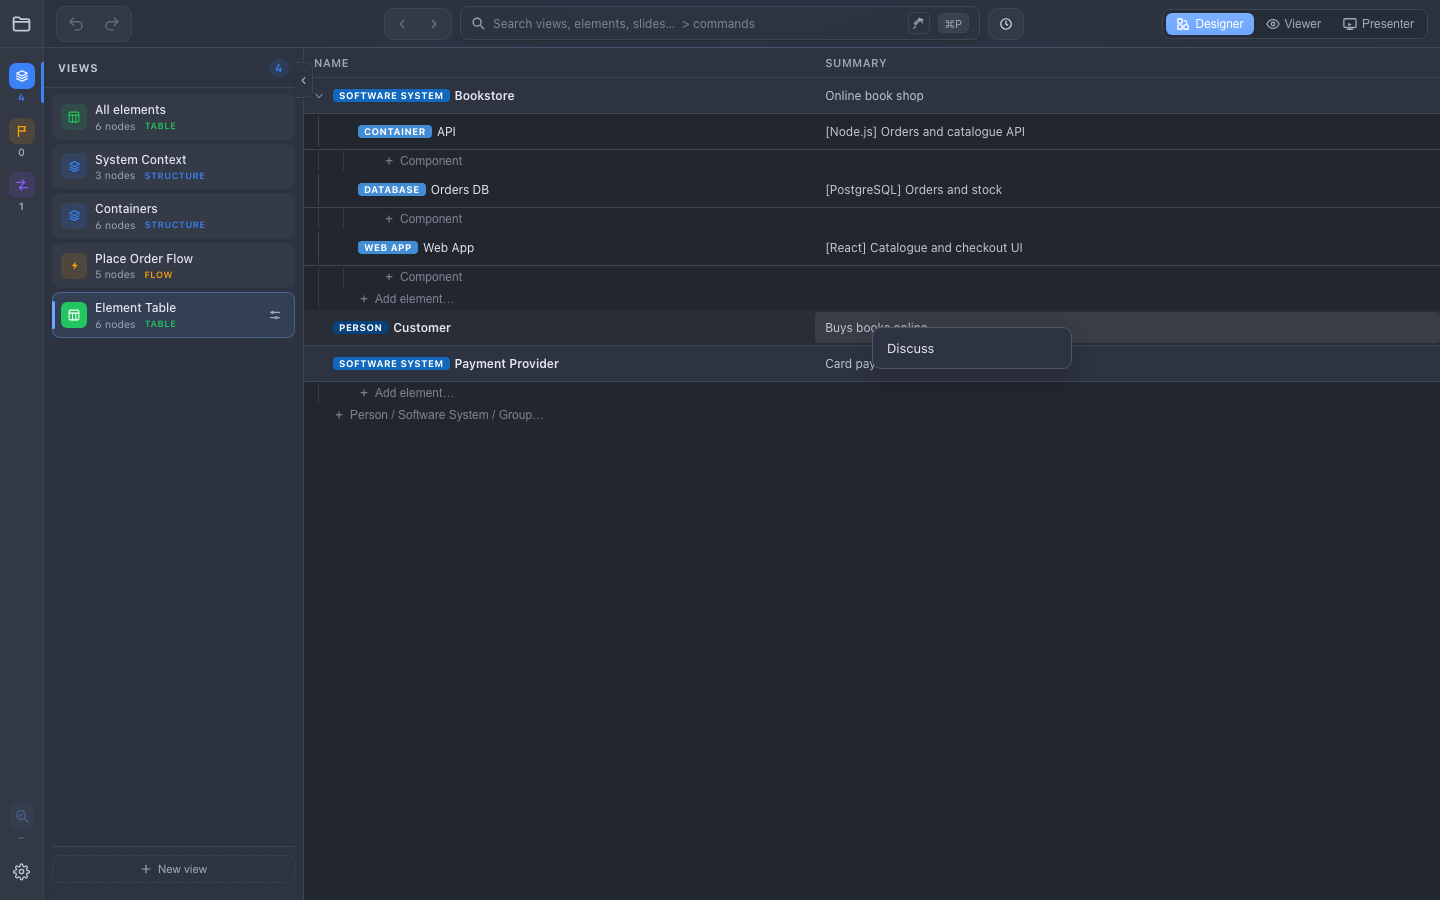 Search views, elements, slides... > commands
⌘P
Designer
Viewer
Presenter
VIEWS
4
4
0
1
–
All elements
6 nodes TABLE
System Context
3 nodes STRUCTURE
Containers
6 nodes STRUCTURE
Place Order Flow
5 nodes FLOW
Element Table
6 nodes TABLE
+ New view
NAME SUMMARY
SOFTWARE SYSTEM Bookstore Online book shop
CONTAINER API [Node.js] Orders and catalogue API
+ Component
DATABASE Orders DB [PostgreSQL] Orders and stock
+ Component
WEB APP Web App [React] Catalogue and checkout UI
+ Component
+ Add element…
PERSON Customer Buys books online
Discuss
SOFTWARE SYSTEM Payment Provider Card pay
+ Add element…
+ Person / Software System / Group…